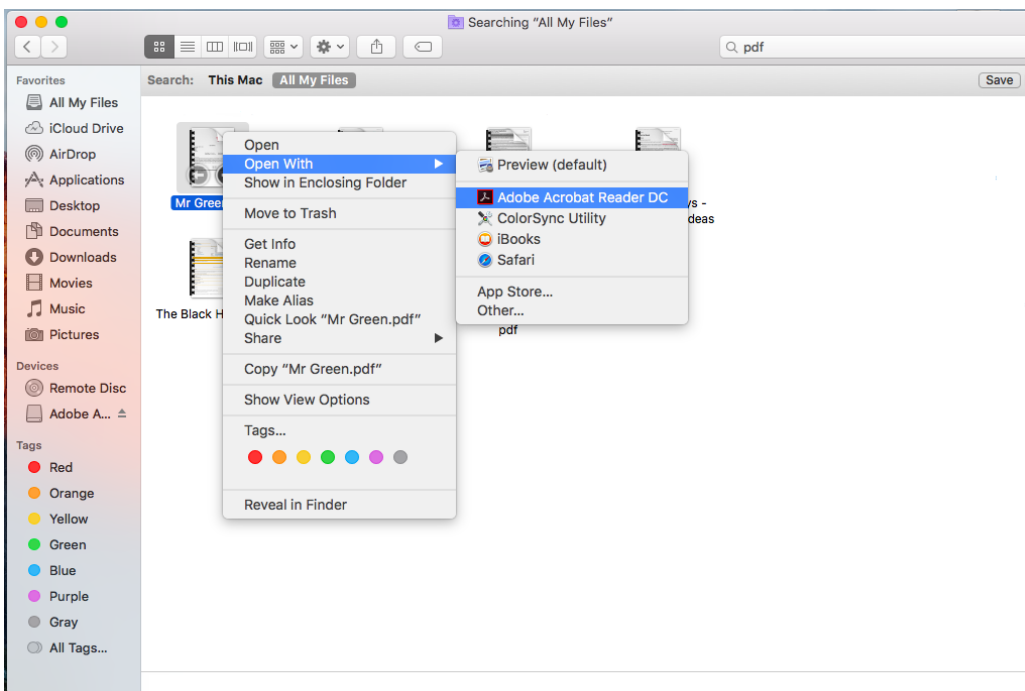 Searching “All My Files”
pdf
Search: This Mac All My Files Save
Favorites
All My Files
iCloud Drive
AirDrop
Applications
Desktop
Documents
Downloads
Movies
Music
Pictures
Devices
Remote Disc
Adobe A...
Tags
Red
Orange
Yellow
Green
Blue
Purple
Gray
All Tags...
Mr Gree
The Black H
Open
Open With
Show in Enclosing Folder
Move to Trash
Get Info
Rename
Duplicate
Make Alias
Quick Look “Mr Green.pdf”
Share
Copy “Mr Green.pdf”
Show View Options
Tags...
Reveal in Finder
Preview (default)
Adobe Acrobat Reader DC
ColorSync Utility
iBooks
Safari
App Store...
Other...
ys -
deas
pdf